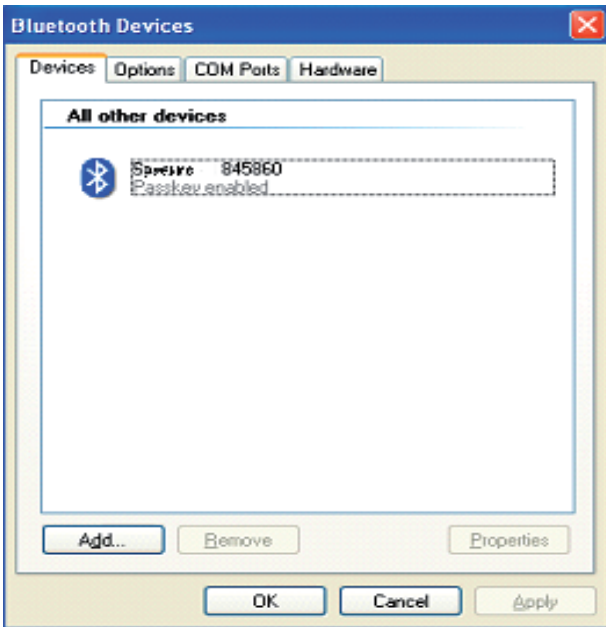 Bluetooth Devices
Devices Options COM Ports Hardware
All other devices
845860
Passkey enabled
Add... Remove Properties
OK Cancel Apply